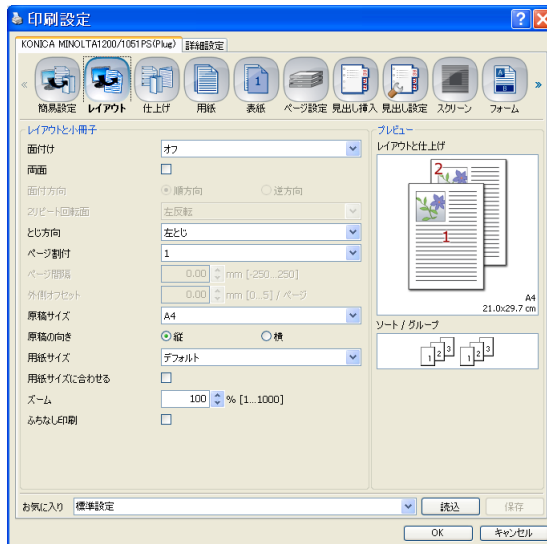 印刷設定
KONICA MINOLTA1200/1051PS(Plug)
詳細設定
«
簡易設定
レイアウト
仕上げ
用紙
1
表紙
ページ設定
見出し挿入
見出し設定
スクリーン
A
B
フォーム
»
レイアウトと小冊子
面付け オフ
両面
面付方向 順方向 逆方向
2リピート回転面 左反転
とじ方向 左とじ
ページ割付 1
ページ間隔 0.00 mm [-250...250]
外側オフセット 0.00 mm [0...5] / ページ
原稿サイズ A4
原稿の向き 縦 横
用紙サイズ デフォルト
用紙サイズに合わせる
ズーム 100 % [1...1000]
ふちなし印刷
プレビュー
レイアウトと仕上げ
2
1
A4
21.0x29.7 cm
ソート / グループ
1 2 3 1 2 3
お気に入り 標準設定 読込 保存
OK キャンセル